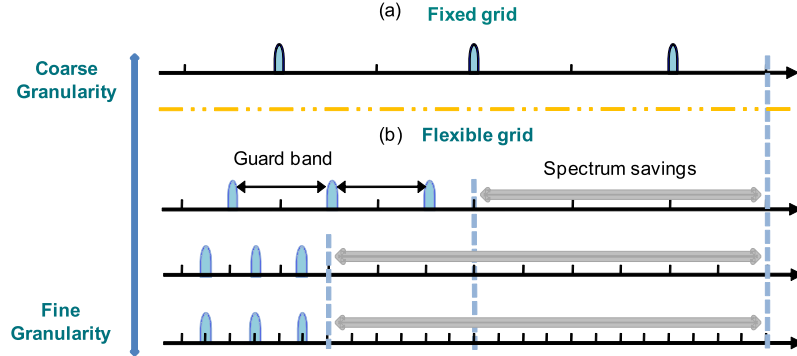 (a) Fixed grid
Coarse
Granularity
(b) Flexible grid
Guard band
Spectrum savings
Fine
Granularity